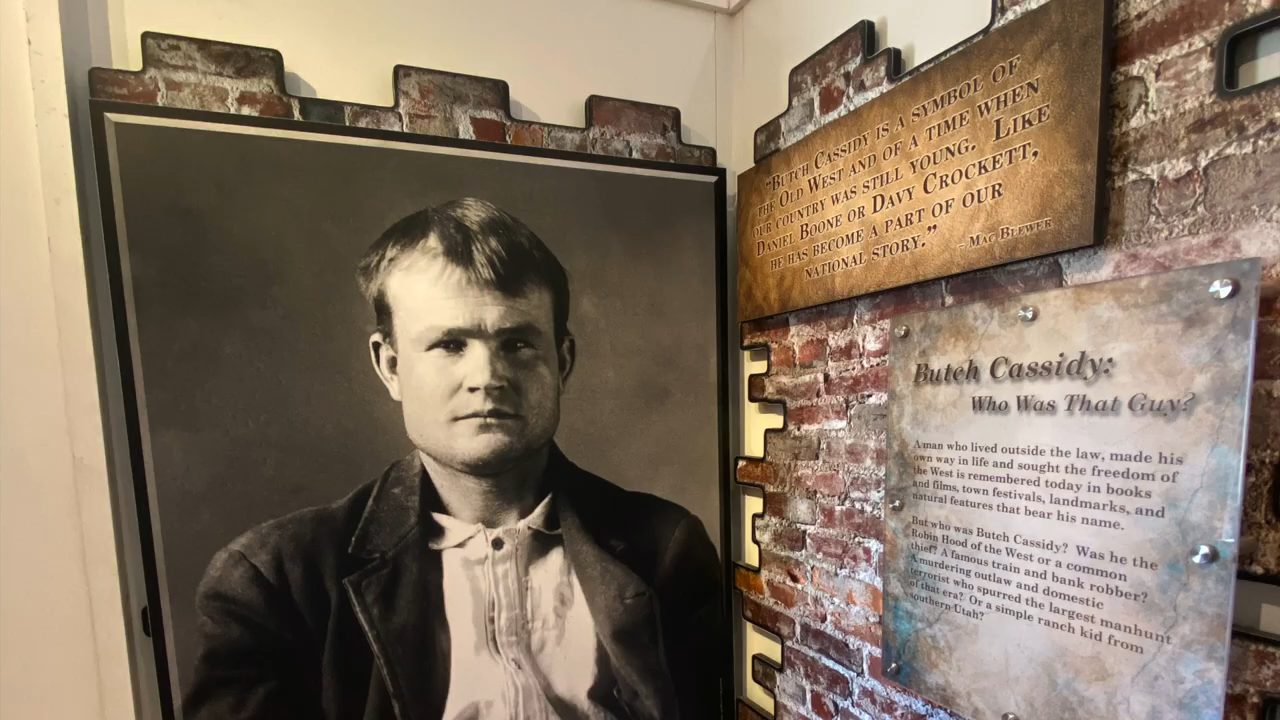 "Butch Cassidy is a symbol of
the Old West and of a time when
our country was still young. Like
Daniel Boone or Davy Crockett,
he has become a part of our
national story."
- Mac Blewer
Butch Cassidy:
Who Was That Guy?
A man who lived outside the law, made his
own way in life and sought the freedom of
the West is remembered today in books
and films, town festivals, landmarks, and
natural features that bear his name.
But who was Butch Cassidy? Was he the
Robin Hood of the West or a common
thief? A famous train and bank robber?
A murdering outlaw and domestic
terrorist who spurred the largest manhunt
of that era? Or a simple ranch kid from
southern Utah?